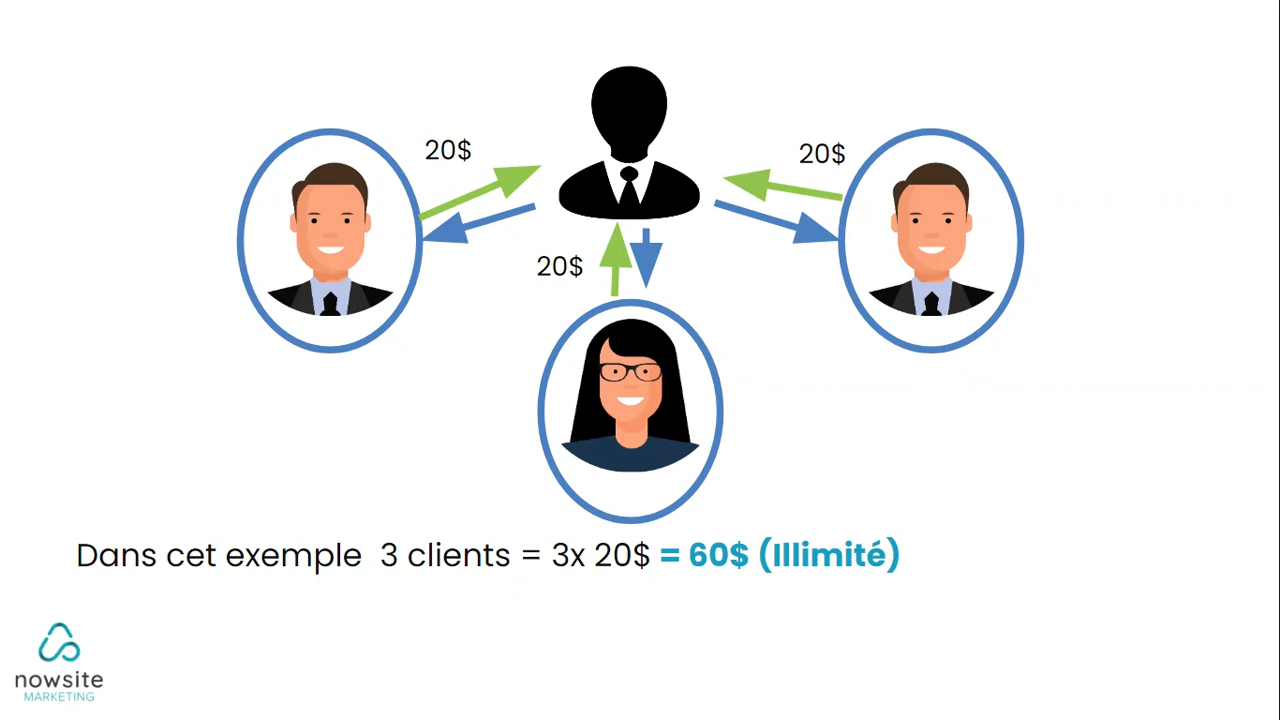 20$
20$
20$
Dans cet exemple 3 clients = 3x 20$ = 60$ (Illimité)
nowsite
MARKETING